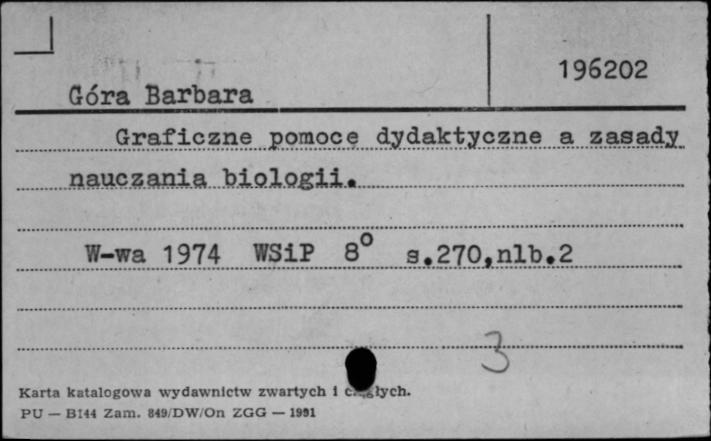 196202
Góra Barbara
Graficzne pomoce dydaktyczne a zasady
nauczania biologii.
W-wa 1974 WSiP 8° s.270,nlb.2
3
Karta katalogowa wydawnictw zwartych i
PU — B144 Zam. 849/DW/On ZGG — 1991